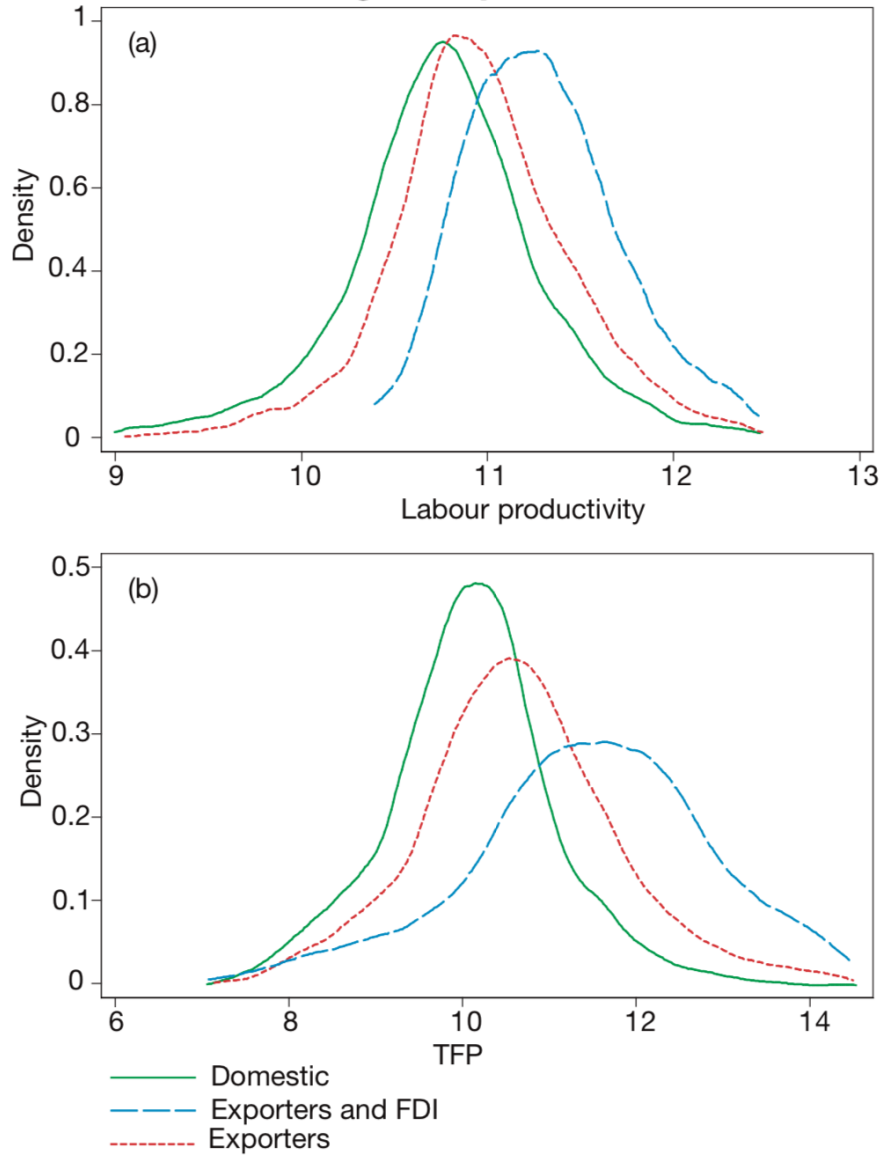 (a)
1
0.8
0.6
0.4
0.2
0
Density
9 10 11 12 13
Labour productivity
(b)
0.5
0.4
0.3
0.2
0.1
0
Density
6 8 10 12 14
TFP
Domestic
Exporters and FDI
Exporters